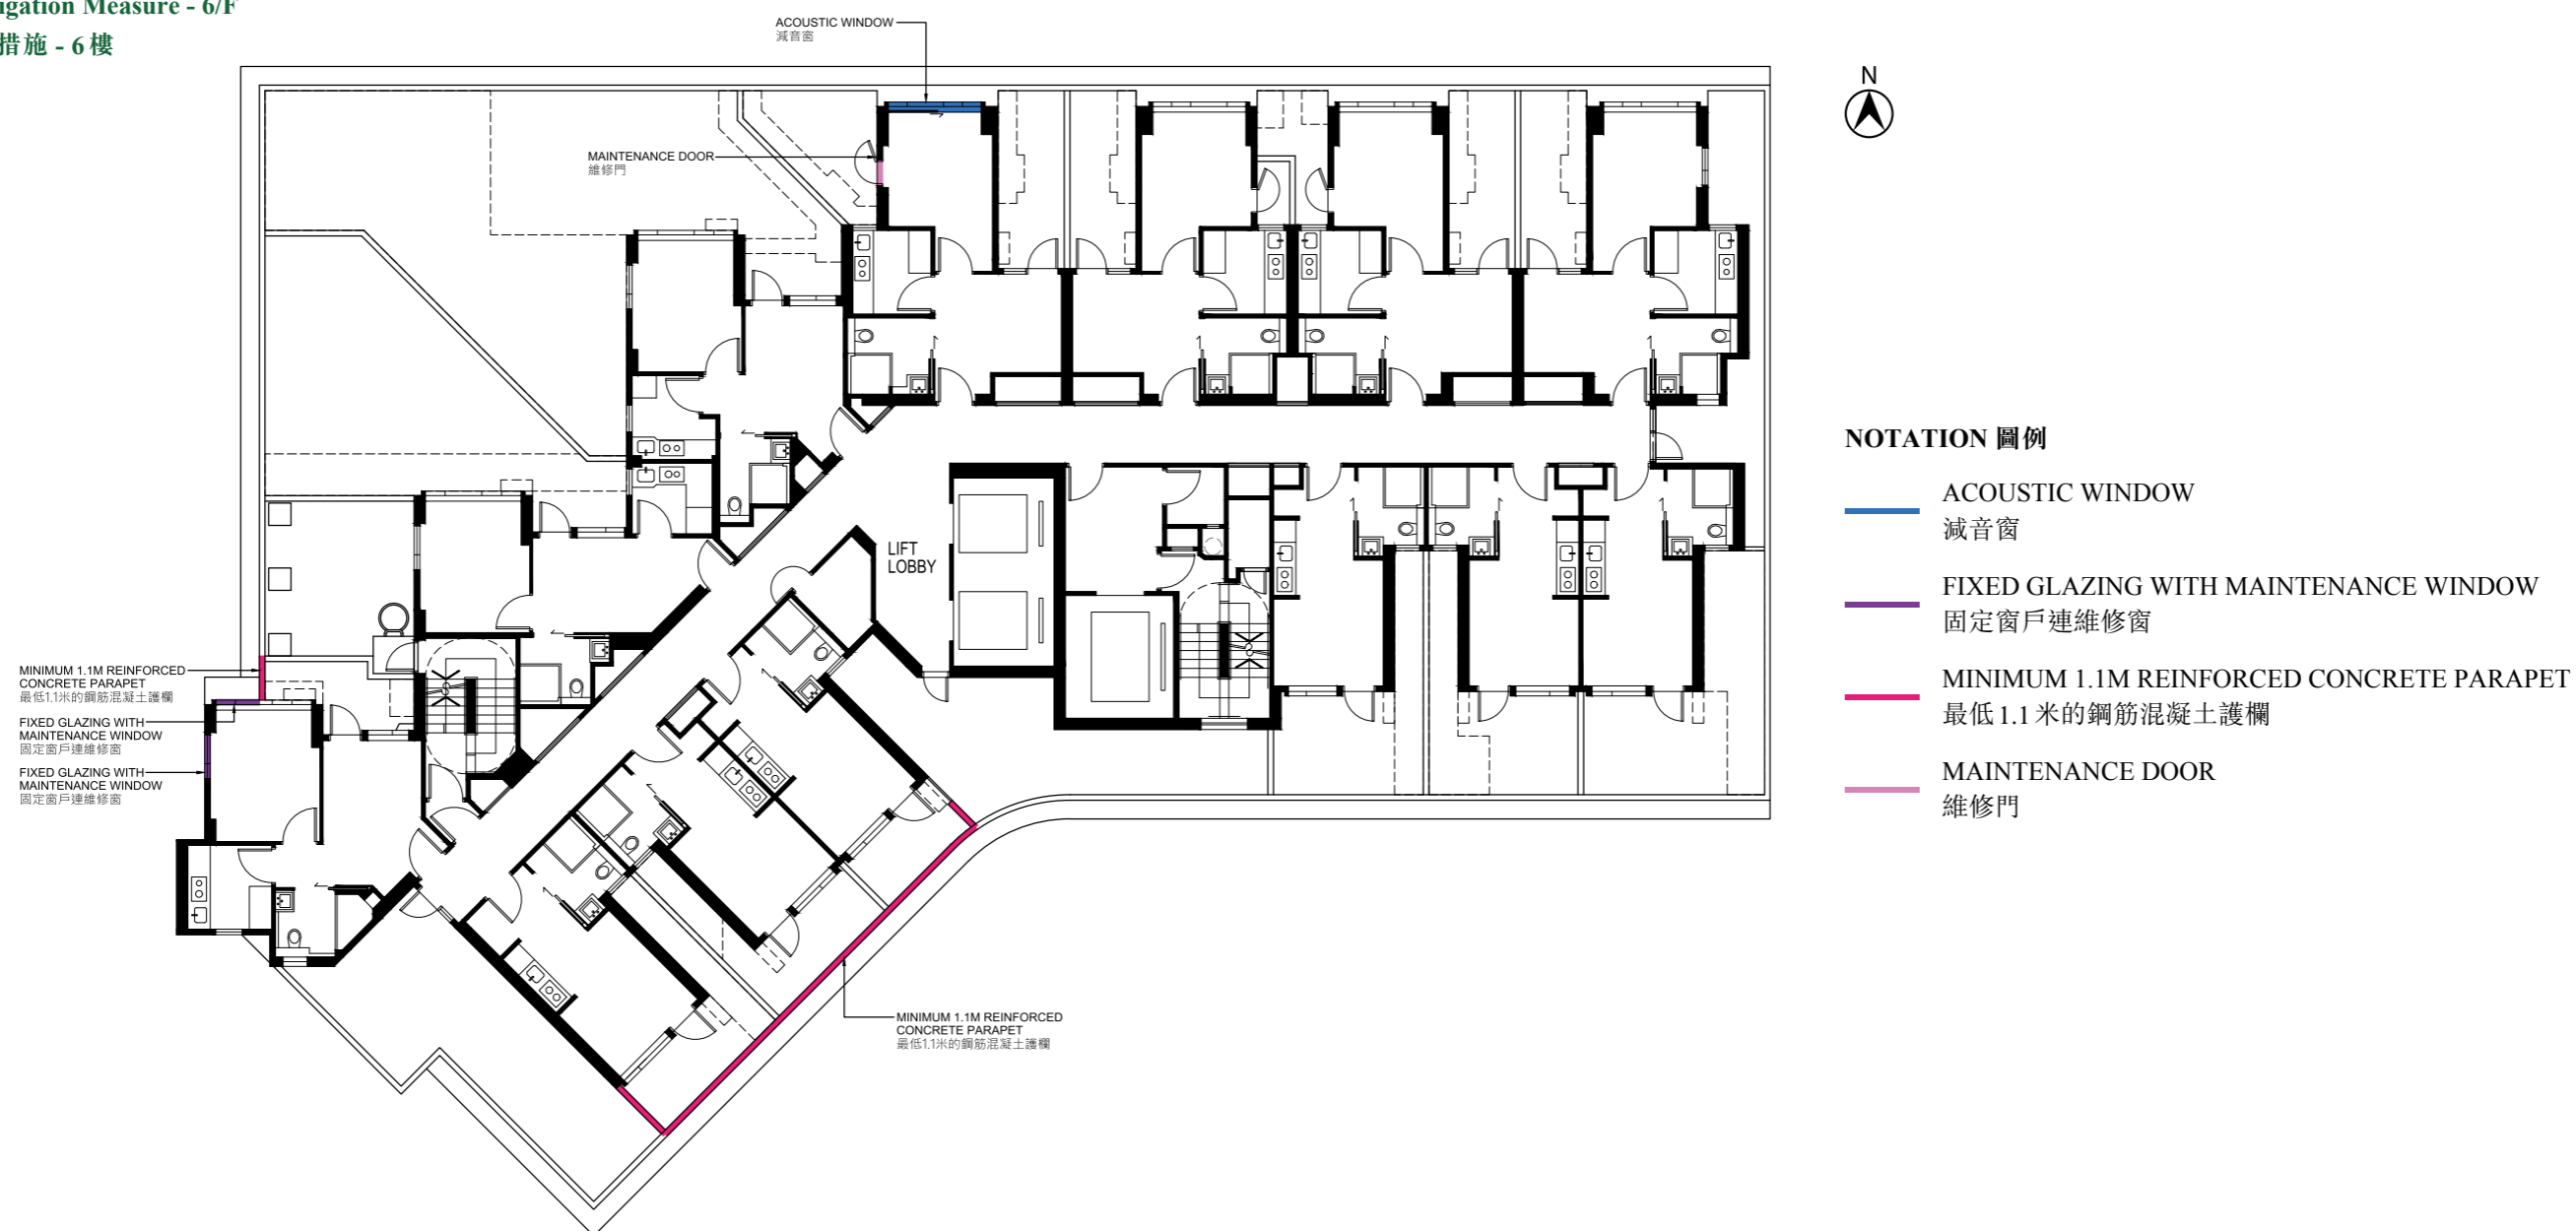 igation Measure - 6/F
措施 - 6樓
ACOUSTIC WINDOW
減音窗
N
MAINTENANCE DOOR
維修門
LIFT
LOBBY
MINIMUM 1.1M REINFORCED
CONCRETE PARAPET
最低1.1米的鋼筋混凝土護欄
FIXED GLAZING WITH
MAINTENANCE WINDOW
固定窗戶連維修窗
FIXED GLAZING WITH
MAINTENANCE WINDOW
固定窗戶連維修窗
MINIMUM 1.1M REINFORCED
CONCRETE PARAPET
最低1.1米的鋼筋混凝土護欄
NOTATION 圖例
ACOUSTIC WINDOW
減音窗
FIXED GLAZING WITH MAINTENANCE WINDOW
固定窗戶連維修窗
MINIMUM 1.1M REINFORCED CONCRETE PARAPET
最低1.1米的鋼筋混凝土護欄
MAINTENANCE DOOR
維修門